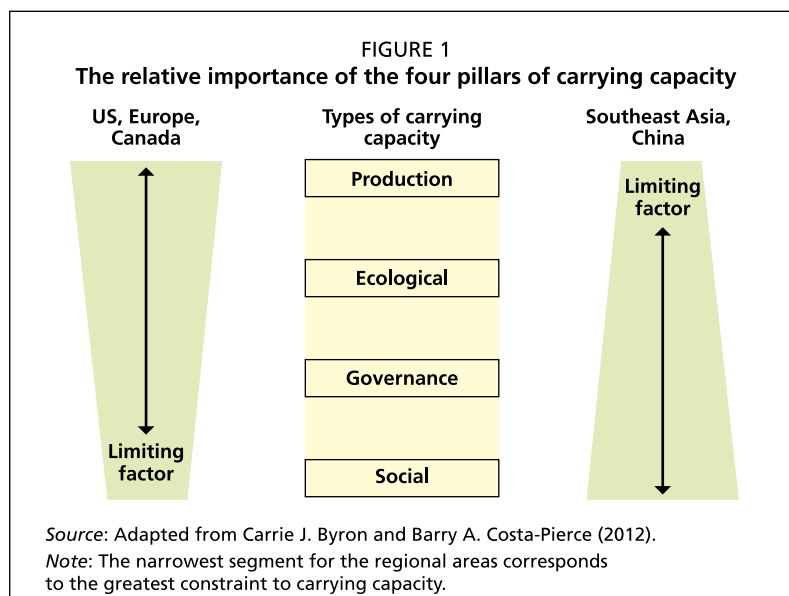 FIGURE 1
The relative importance of the four pillars of carrying capacity
US, Europe,
Canada
Types of carrying
capacity
Southeast Asia,
China
Production
Limiting
factor
Ecological
Governance
Limiting
factor
Social
Source: Adapted from Carrie J. Byron and Barry A. Costa-Pierce (2012).
Note: The narrowest segment for the regional areas corresponds
to the greatest constraint to carrying capacity.